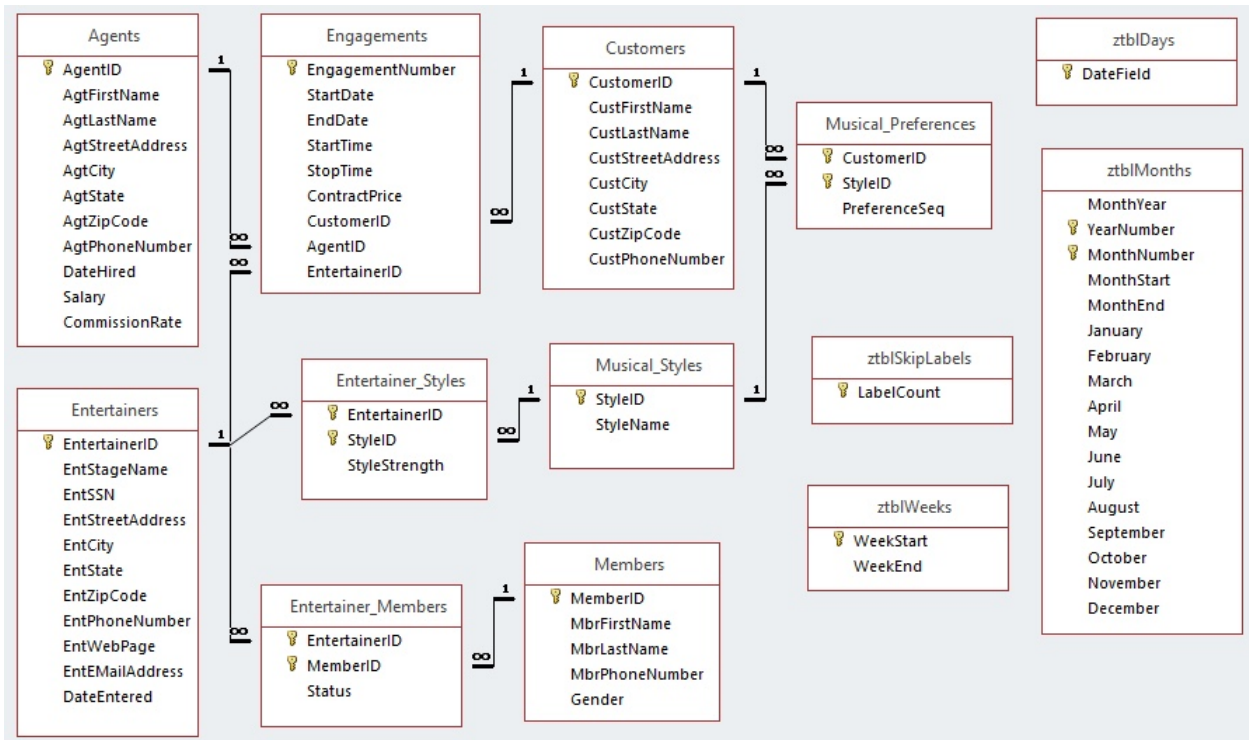 Agents
AgentID
AgtFirstName
AgtLastName
AgtStreetAddress
AgtCity
AgtState
AgtZipCode
AgtPhoneNumber
DateHired
Salary
CommissionRate
1
∞
∞
Engagements
EngagementNumber
StartDate
EndDate
StartTime
StopTime
ContractPrice
CustomerID
AgentID
EntertainerID
1
∞
Customers
CustomerID
CustFirstName
CustLastName
CustStreetAddress
CustCity
CustState
CustZipCode
CustPhoneNumber
1
∞
∞
Musical_Preferences
CustomerID
StyleID
PreferenceSeq
ztblDays
DateField
ztblMonths
MonthYear
YearNumber
MonthNumber
MonthStart
MonthEnd
January
February
March
April
May
June
July
August
September
October
November
December
Entertainers
EntertainerID
EntStageName
EntSSN
EntStreetAddress
EntCity
EntState
EntZipCode
EntPhoneNumber
EntWebPage
EntEMailAddress
DateEntered
1
∞
∞
Entertainer_Styles
EntertainerID
StyleID
StyleStrength
1
∞
Musical_Styles
StyleID
StyleName
1
ztblSkipLabels
LabelCount
Entertainer_Members
EntertainerID
MemberID
Status
1
∞
Members
MemberID
MbrFirstName
MbrLastName
MbrPhoneNumber
Gender
ztblWeeks
WeekStart
WeekEnd